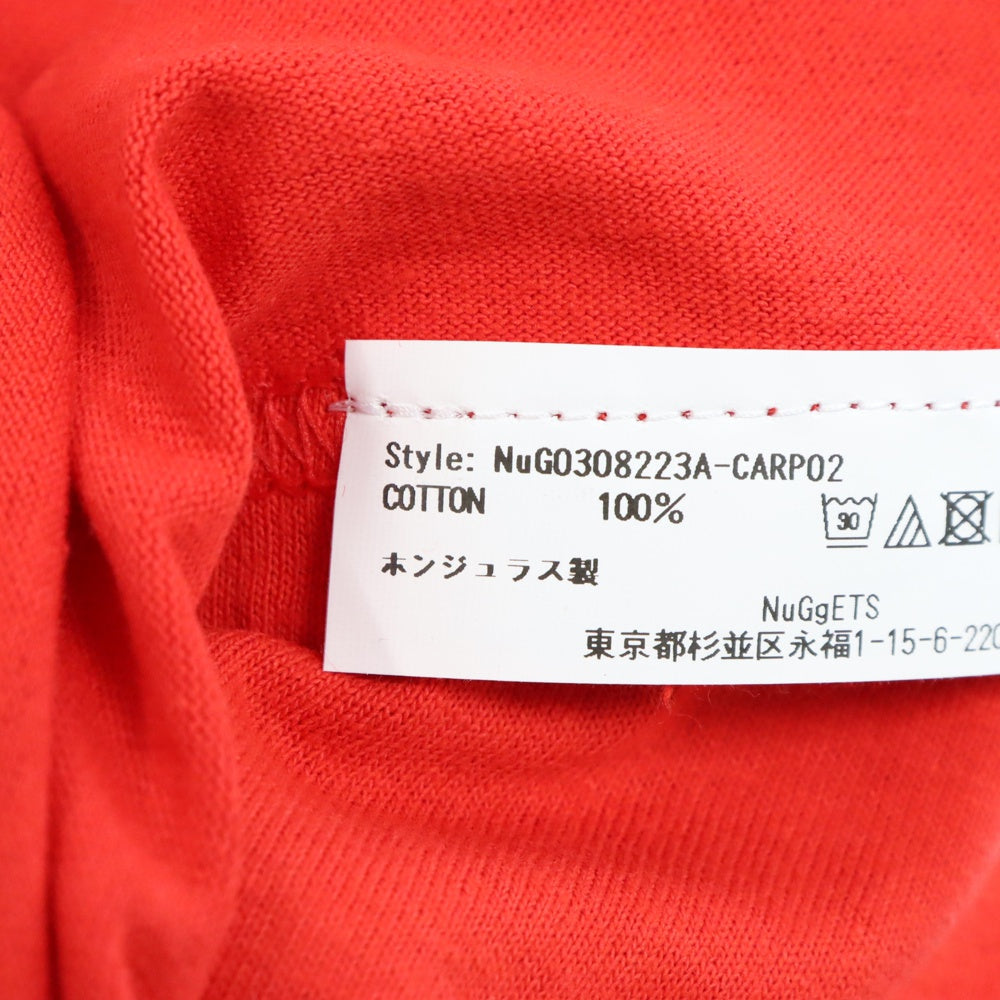 Style: NuG0308223A-CARP02
COTTON 100%
30
ホンジュラス製
NuGgETS
東京都杉並区永福1-15-6-220